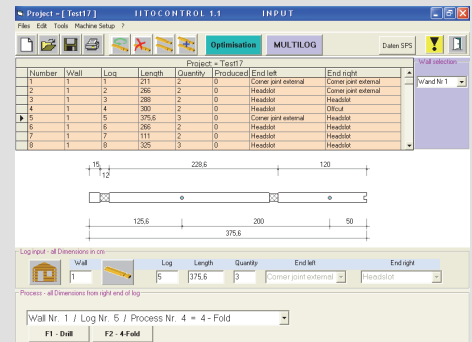 Project = [ Test17 ] IITOCONTROL 1.1 INPUT
Files Edit Tools Machine Setup ?
Optimisation MULTILOG Daten SPS
Project = Test17 Wall selection
Number Wall Log Length Quantity Produced End left End right
1 1 1 211 2 0 Corner joint external Corner joint external Wand Nr 1
2 1 2 266 2 0 Headslot Corner joint external
3 1 3 288 2 0 Headslot Headslot
4 1 4 300 2 0 Headslot Offcut
5 1 5 375,6 3 0 Corner joint external Headslot
6 1 6 266 2 0 Headslot Headslot
7 1 7 111 2 0 Headslot Headslot
8 1 8 325 3 0 Headslot Headslot
15 228,6 120
12
125,6 200 50
375,6
Log input - all Dimensions in cm
Wall Log Length Quantity End left End right
1 5 375,6 3 Corner joint external Headslot
Process - all Dimensions from right end of log
Wall Nr. 1 / Log Nr. 5 / Process Nr. 4 = 4 - Fold
F1 - Drill F2 - 4-Fold